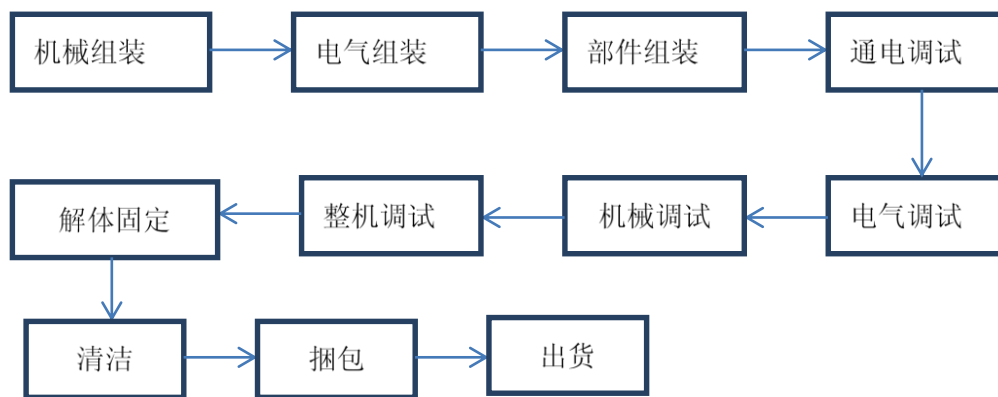 机械组装
电气组装
部件组装
通电调试
电气调试
机械调试
整机调试
解体固定
清洁
捆包
出货